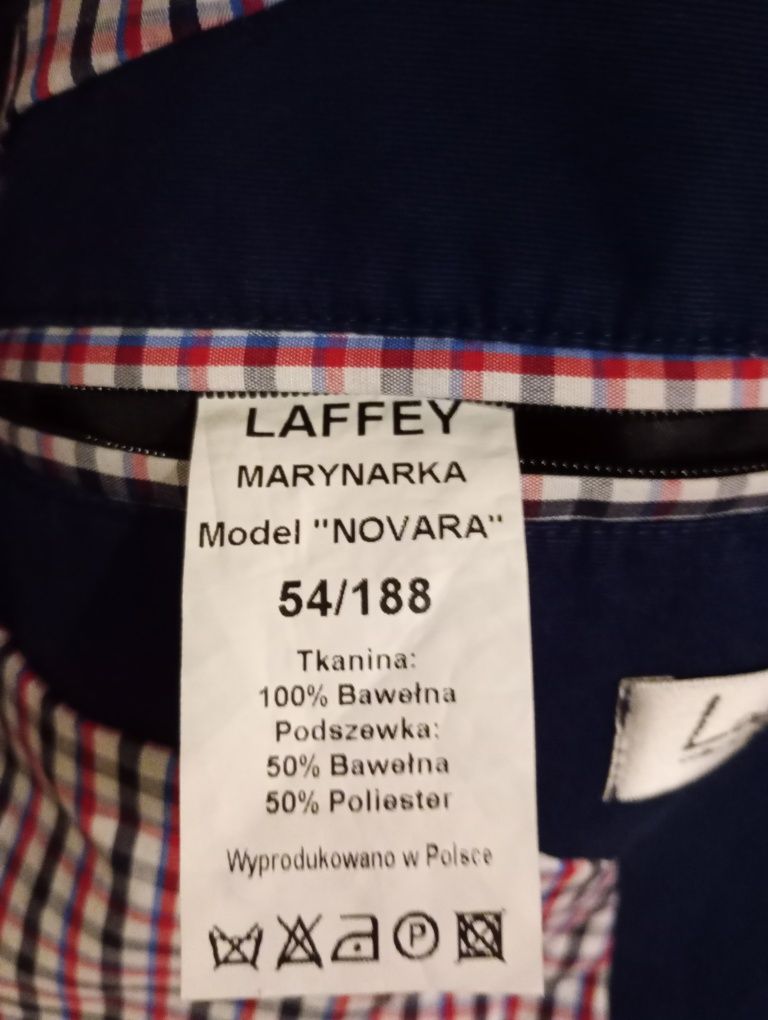 LAFFEY
MARYNARKA
Model "NOVARA"
54/188
Tkanina:
100% Bawełna
Podszewka:
50% Bawełna
50% Poliester
Wyprodukowano w Polsce
P